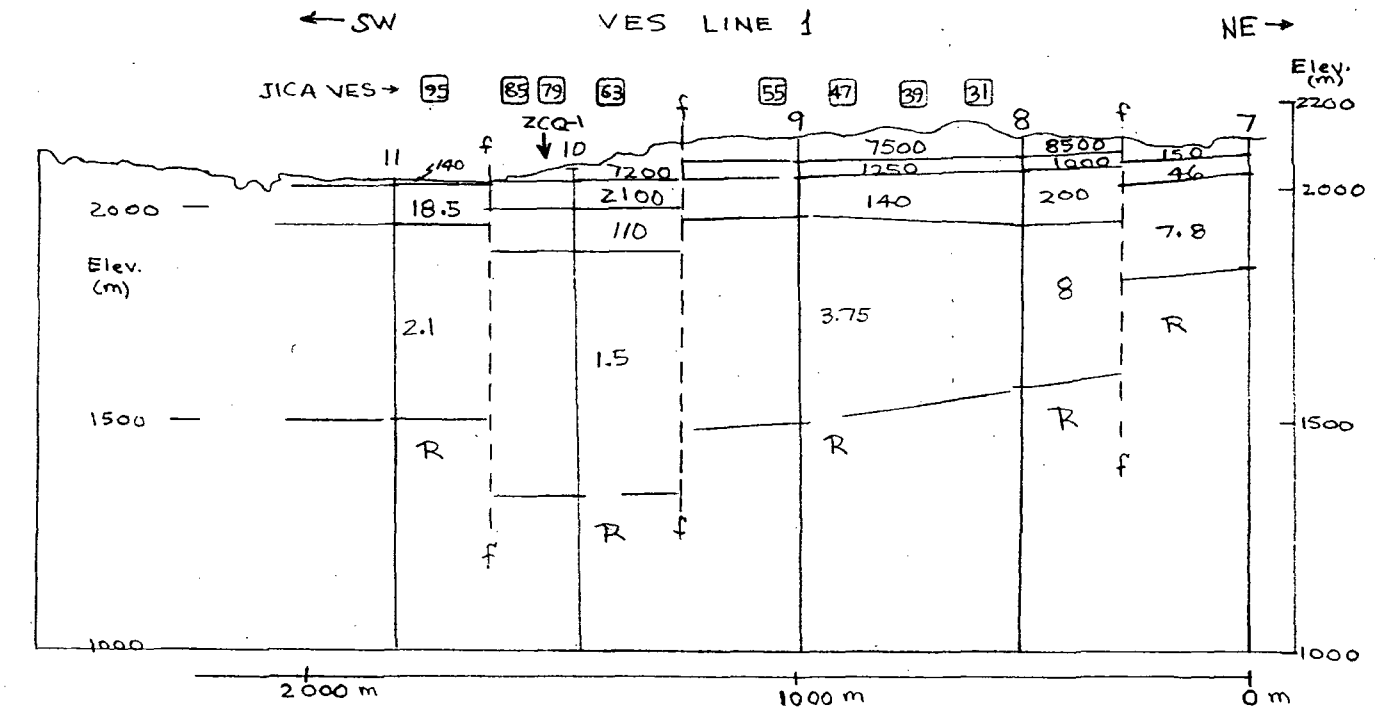 ← SW VES LINE 1 NE →
JICA VES → 95 85 79 63 55 47 39 31
Elev.
(m)
2200
f f f
ZCQ-1
11 10 9 8 7
140 7200 7500 8500 150
2100 1250 1000 46
2000 18.5 110 140 200 7.8 2000
Elev.
(m)
2.1 1.5 3.75 8 R
1500 1500
R R R R
f f f
1000 1000
2000 m 1000 m 0 m